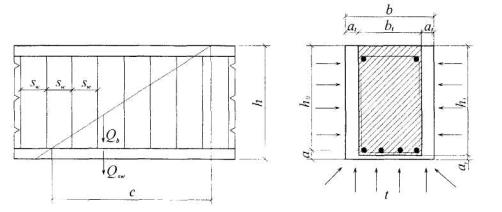 b
a_t b_t a_t
s_w s_w s_w
Q_b
Q_sw
c
h
h_0
a
h_t
a_t
t